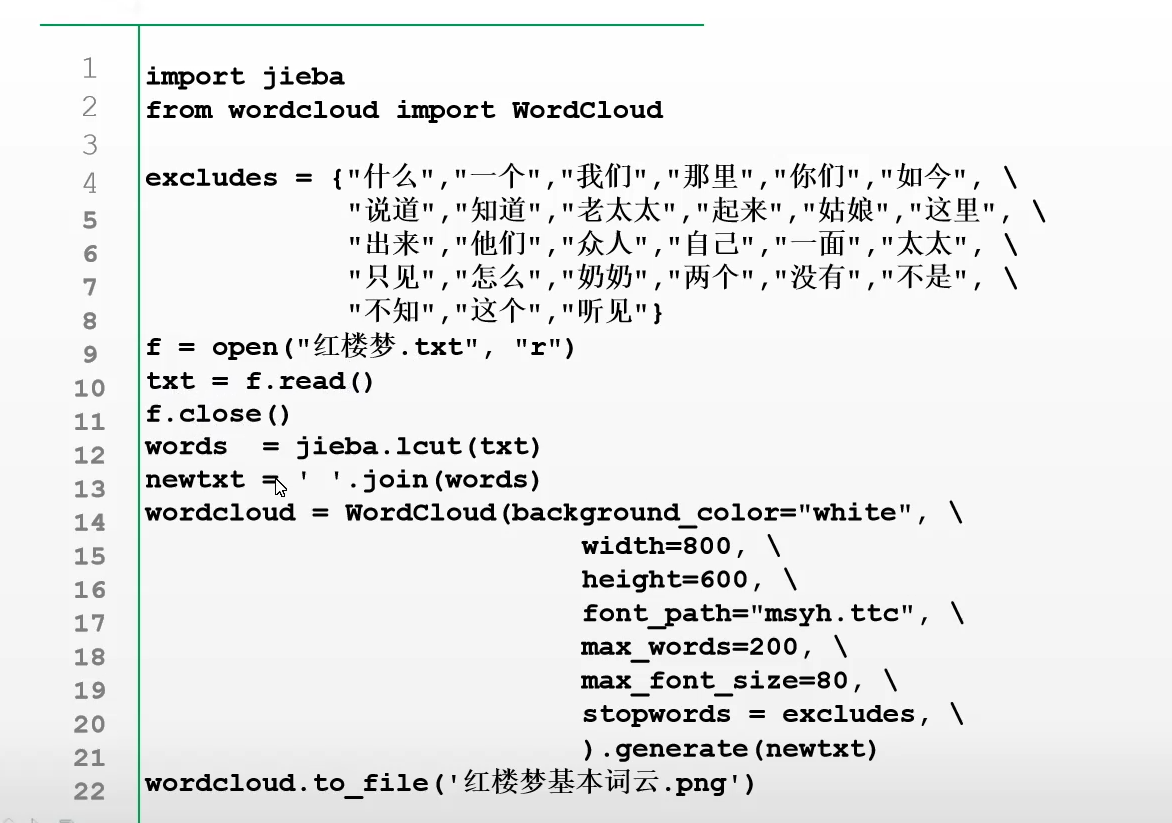 1
2
3
4
5
6
7
8
9
10
11
12
13
14
15
16
17
18
19
20
21
22
import jieba
from wordcloud import WordCloud
excludes = {"什么","一个","我们","那里","你们","如今", \
"说道","知道","老太太","起来","姑娘","这里", \
"出来","他们","众人","自己","一面","太太", \
"只见","怎么","奶奶","两个","没有","不是", \
"不知","这个","听见"}
f = open("红楼梦.txt", "r")
txt = f.read()
f.close()
words  = jieba.lcut(txt)
newtxt = ' '.join(words)
wordcloud = WordCloud(background_color="white", \
width=800, \
height=600, \
font_path="msyh.ttc", \
max_words=200, \
max_font_size=80, \
stopwords = excludes, \
).generate(newtxt)
wordcloud.to_file('红楼梦基本词云.png')